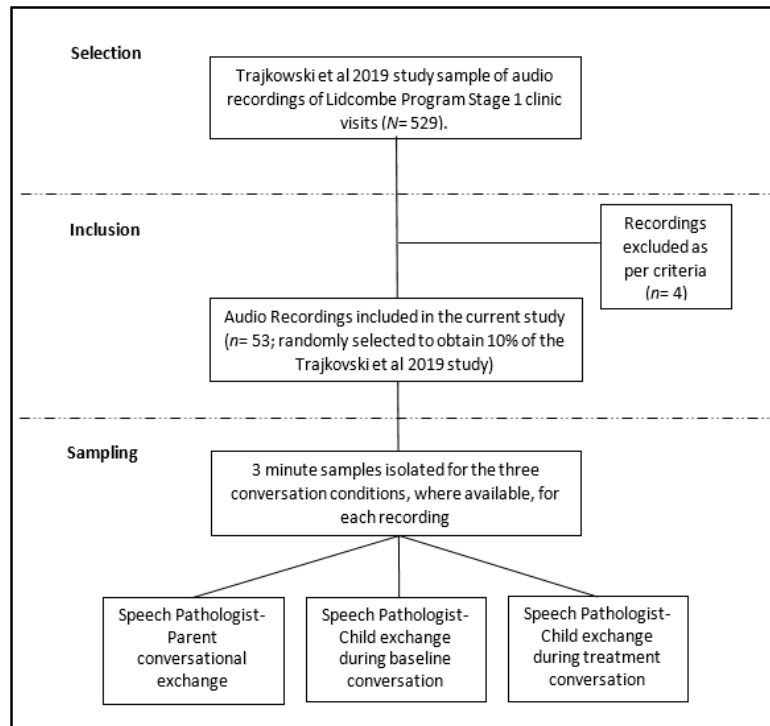 Selection
Trajkowski et al 2019 study sample of audio
recordings of Lidcombe Program Stage 1 clinic
visits (N= 529).
Inclusion
Recordings
excluded as
per criteria
(n= 4)
Audio Recordings included in the current study
(n= 53; randomly selected to obtain 10% of the
Trajkovski et al 2019 study)
Sampling
3 minute samples isolated for the three
conversation conditions, where available, for
each recording
Speech Pathologist-
Parent
conversational
exchange
Speech Pathologist-
Child exchange
during baseline
conversation
Speech Pathologist-
Child exchange
during treatment
conversation